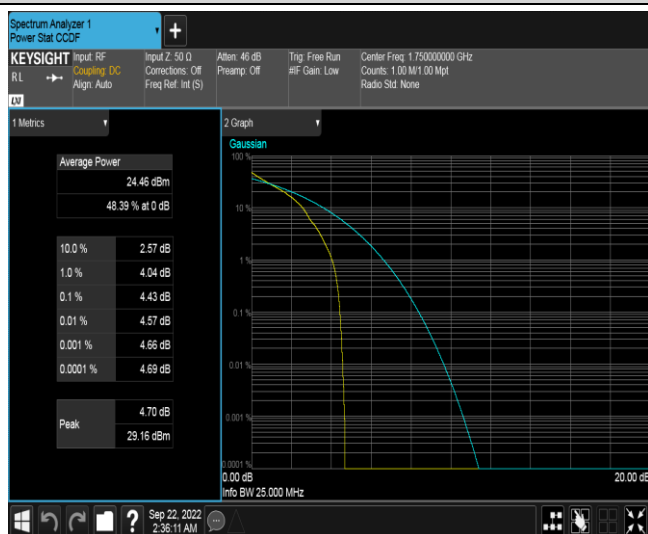 Spectrum Analyzer 1
Power Stat CCDF
KEYSIGHT
R L
LXI
Input: RF
Coupling: DC
Align: Auto
Input Z: 50 Ω
Corrections: Off
Freq Ref: Int (S)
Atten: 46 dB
Preamp: Off
Trig: Free Run
#IF Gain: Low
Center Freq: 1.750000000 GHz
Counts: 1.00 M/1.00 Mpt
Radio Std: None
1 Metrics
Average Power
24.46 dBm
48.39 % at 0 dB
10.0 % 2.57 dB
1.0 % 4.04 dB
0.1 % 4.43 dB
0.01 % 4.57 dB
0.001 % 4.66 dB
0.0001 % 4.69 dB
Peak
4.70 dB
29.16 dBm
2 Graph
Gaussian
100 %
10 %
1 %
0.1 %
0.01 %
0.001 %
0.0001 %
0.00 dB
20.00 dB
Info BW 25.000 MHz
?
Sep 22, 2022
2:36:11 AM